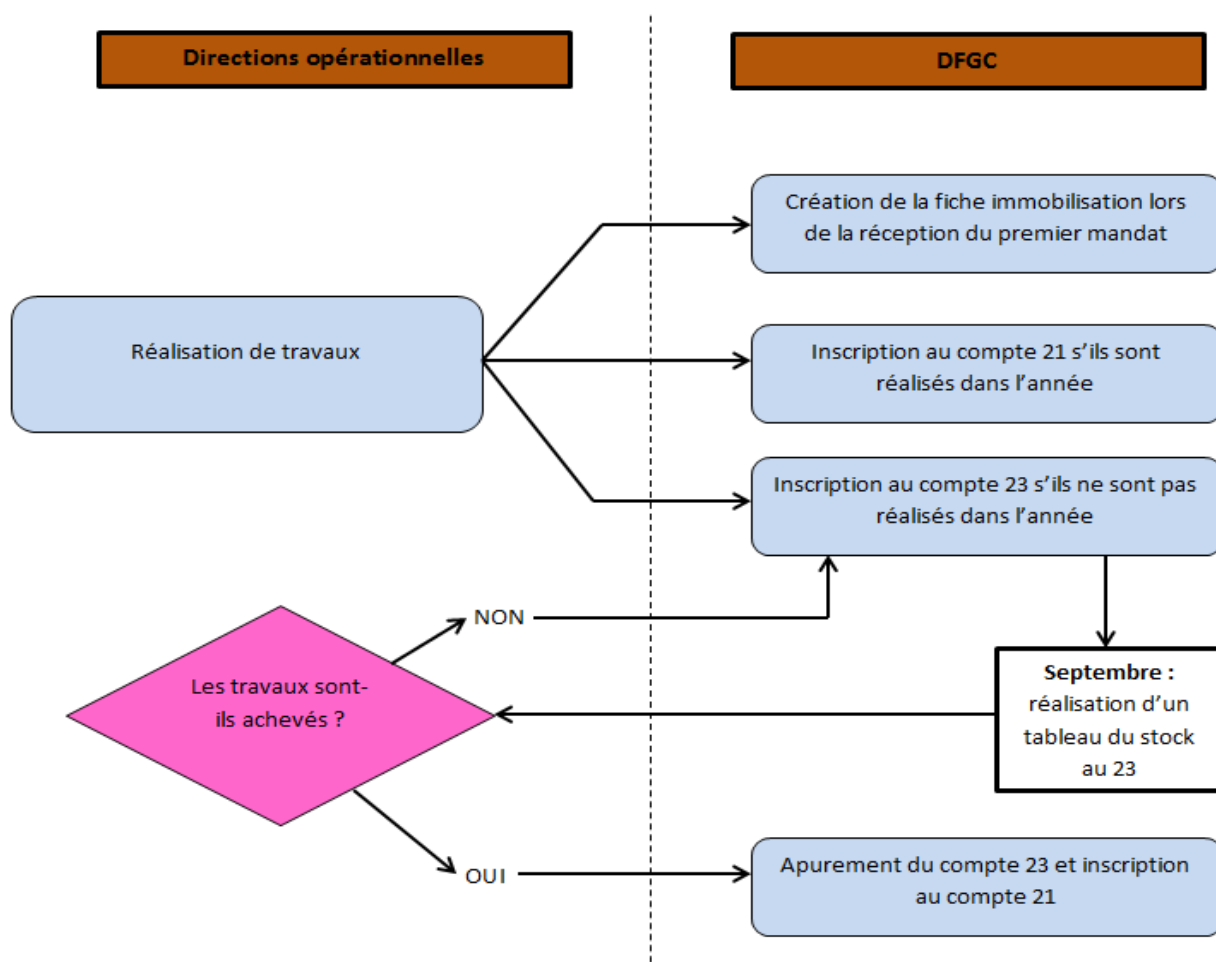 Directions opérationnelles
DFGC
Création de la fiche immobilisation lors
de la réception du premier mandat
Réalisation de travaux
Inscription au compte 21 s’ils sont
réalisés dans l’année
Inscription au compte 23 s’ils ne sont pas
réalisés dans l’année
NON
Les travaux sont-
ils achevés ?
Septembre :
réalisation d’un
tableau du stock
au 23
OUI
Apurement du compte 23 et inscription
au compte 21